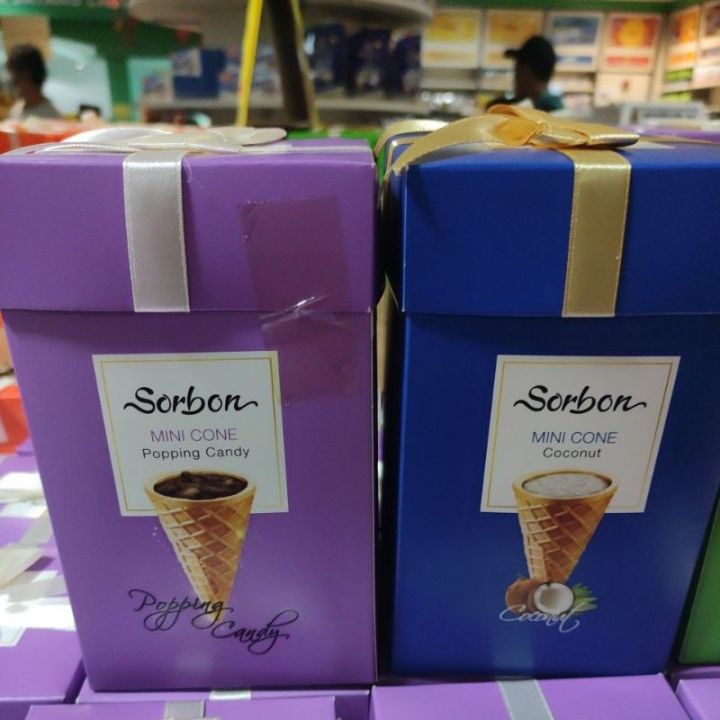 Sorbon
MINI CONE
Popping Candy
Popping
Candy
Sorbon
MINI CONE
Coconut
Coconut